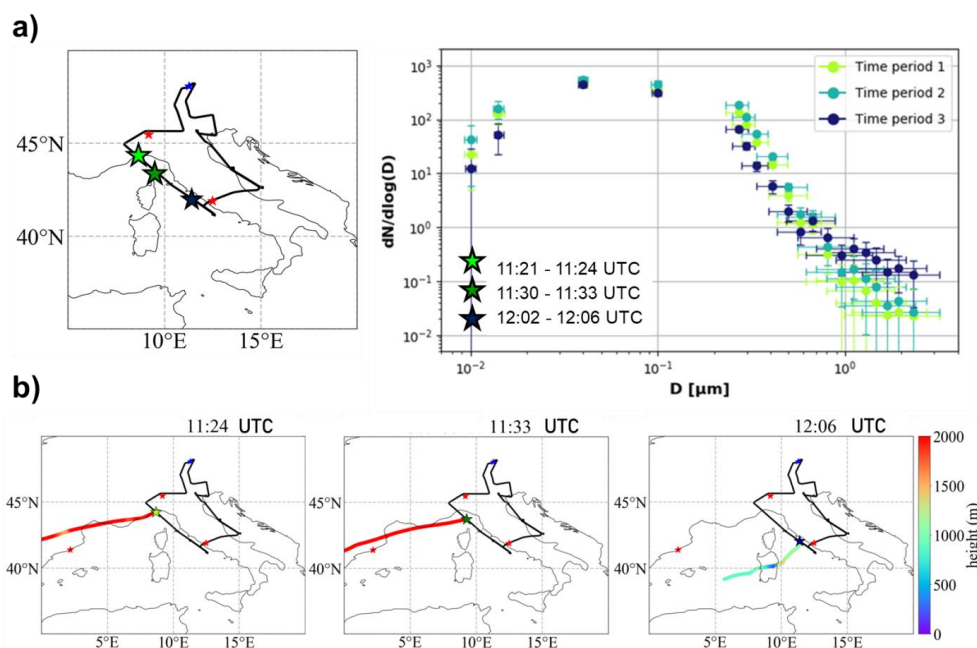 a)
45°N
40°N
10°E 15°E
10³
10²
10¹
10⁰
10⁻¹
10⁻²
dN/dlog(D)
Time period 1
Time period 2
Time period 3
11:21 - 11:24 UTC
11:30 - 11:33 UTC
12:02 - 12:06 UTC
10⁻² 10⁻¹ 10⁰
D [μm]
b)
11:24 UTC
45°N
40°N
5°E 10°E 15°E
11:33 UTC
45°N
40°N
5°E 10°E 15°E
12:06 UTC
45°N
40°N
5°E 10°E 15°E
2000
1500
1000
500
0
height (m)